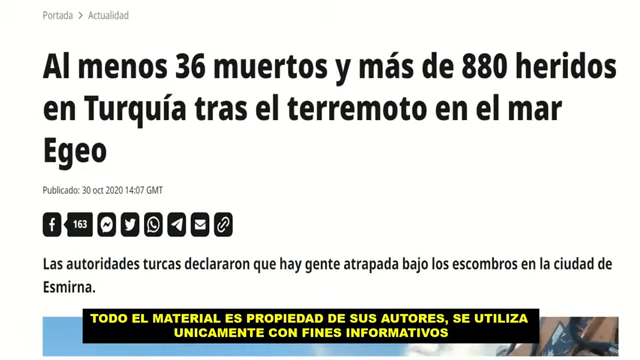 Portada > Actualidad
Al menos 36 muertos y más de 880 heridos
en Turquía tras el terremoto en el mar
Egeo
Publicado: 30 oct 2020 14:07 GMT
163
Las autoridades turcas declararon que hay gente atrapada bajo los escombros en la ciudad de
Esmirna.
TODO EL MATERIAL ES PROPIEDAD DE SUS AUTORES, SE UTILIZA
UNICAMENTE CON FINES INFORMATIVOS